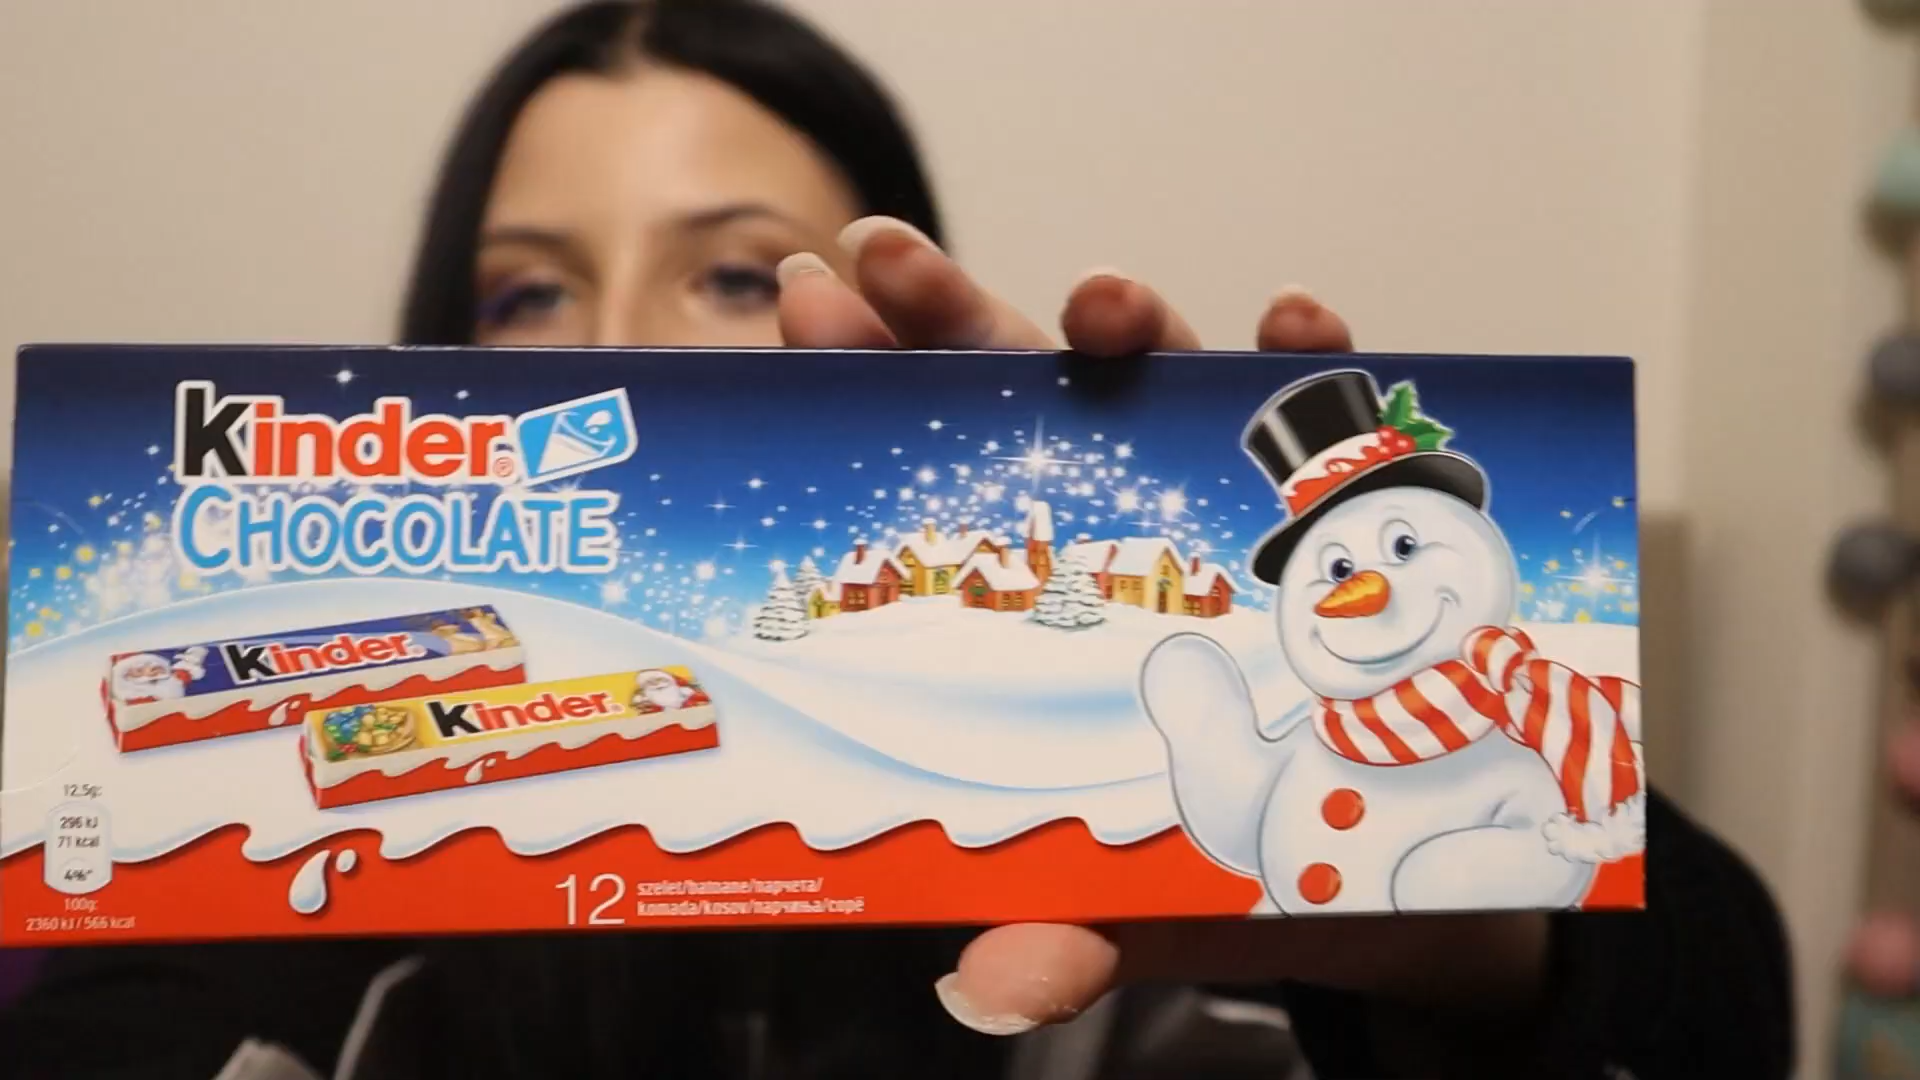 Kinder®
CHOCOLATE
Kinder
Kinder
12,5g:
296 kJ
71 kcal
4%*
100g:
2360 kJ / 566 kcal
12
szelet/batoane/парчета/
komada/kosov/парчиња/copë